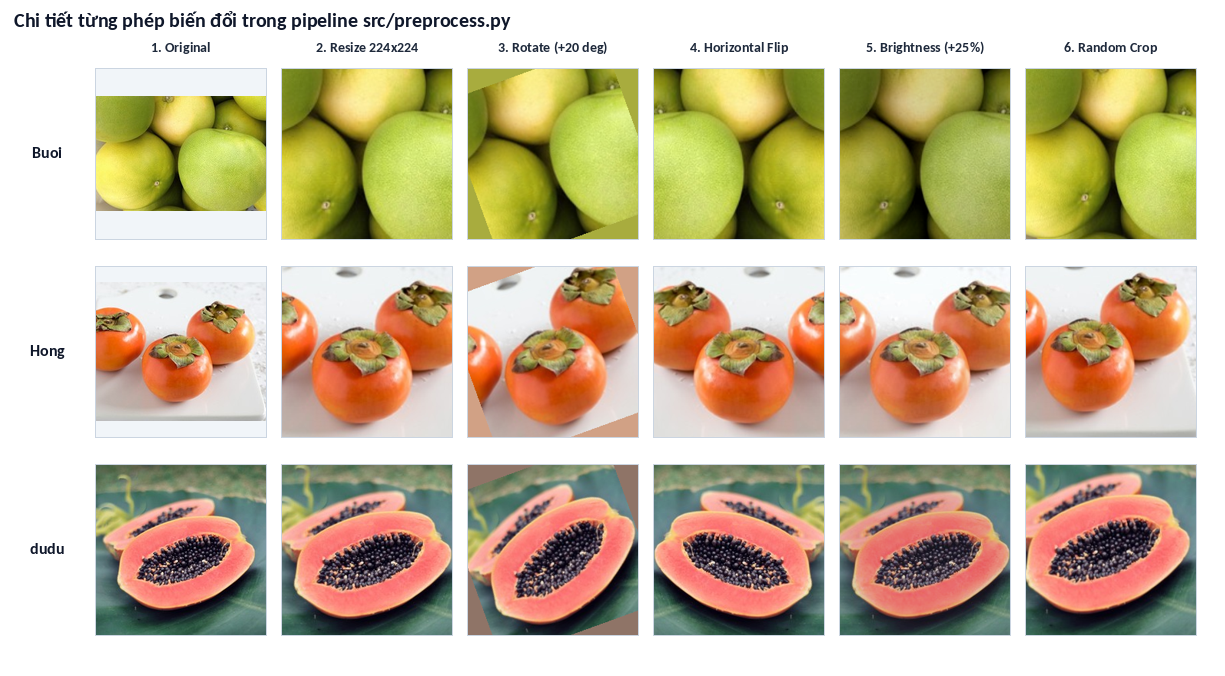 Chi tiết từng phép biến đổi trong pipeline src/preprocess.py
1. Original 2. Resize 224x224 3. Rotate (+20 deg) 4. Horizontal Flip 5. Brightness (+25%) 6. Random Crop
Buoi
Hong
dudu